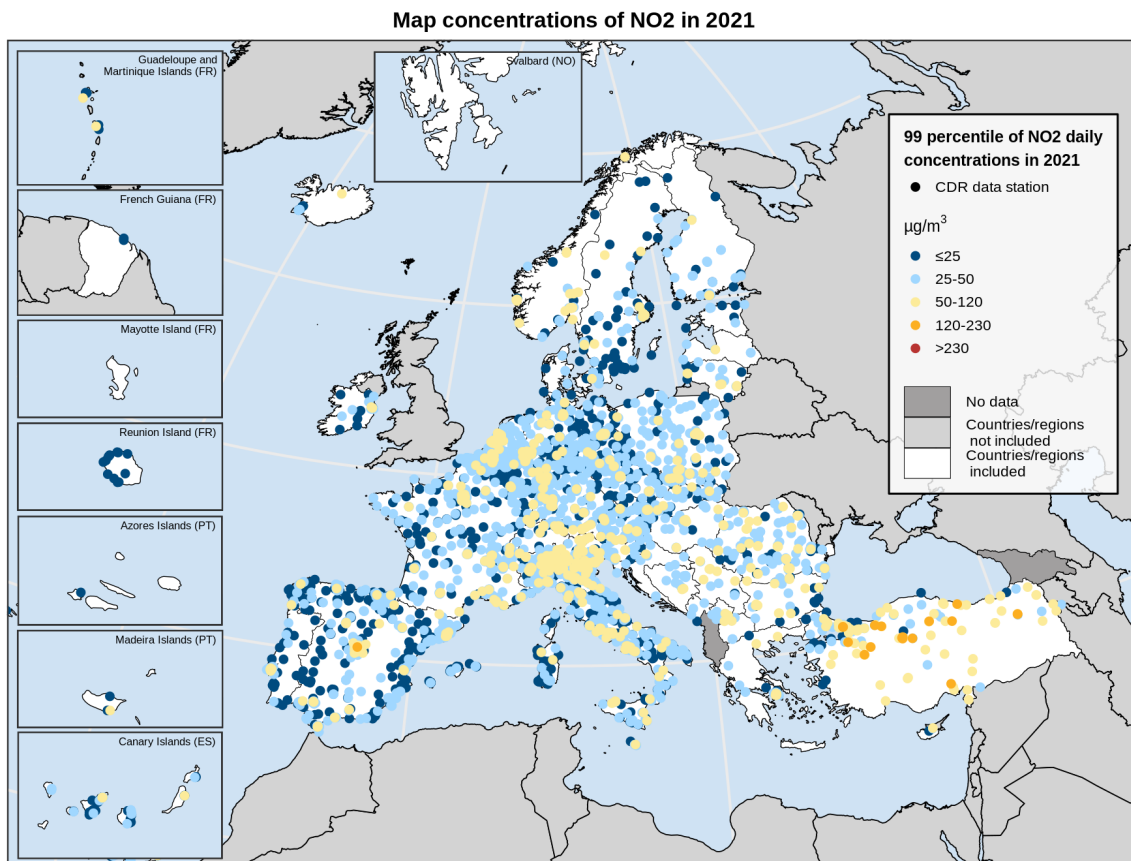 Map concentrations of NO2 in 2021
Guadeloupe and
Martinique Islands (FR)
Svalbard (NO)
French Guiana (FR)
Mayotte Island (FR)
Reunion Island (FR)
Azores Islands (PT)
Madeira Islands (PT)
Canary Islands (ES)
99 percentile of NO2 daily
concentrations in 2021
CDR data station
µg/m³
≤25
25-50
50-120
120-230
>230
No data
Countries/regions
not included
Countries/regions
included